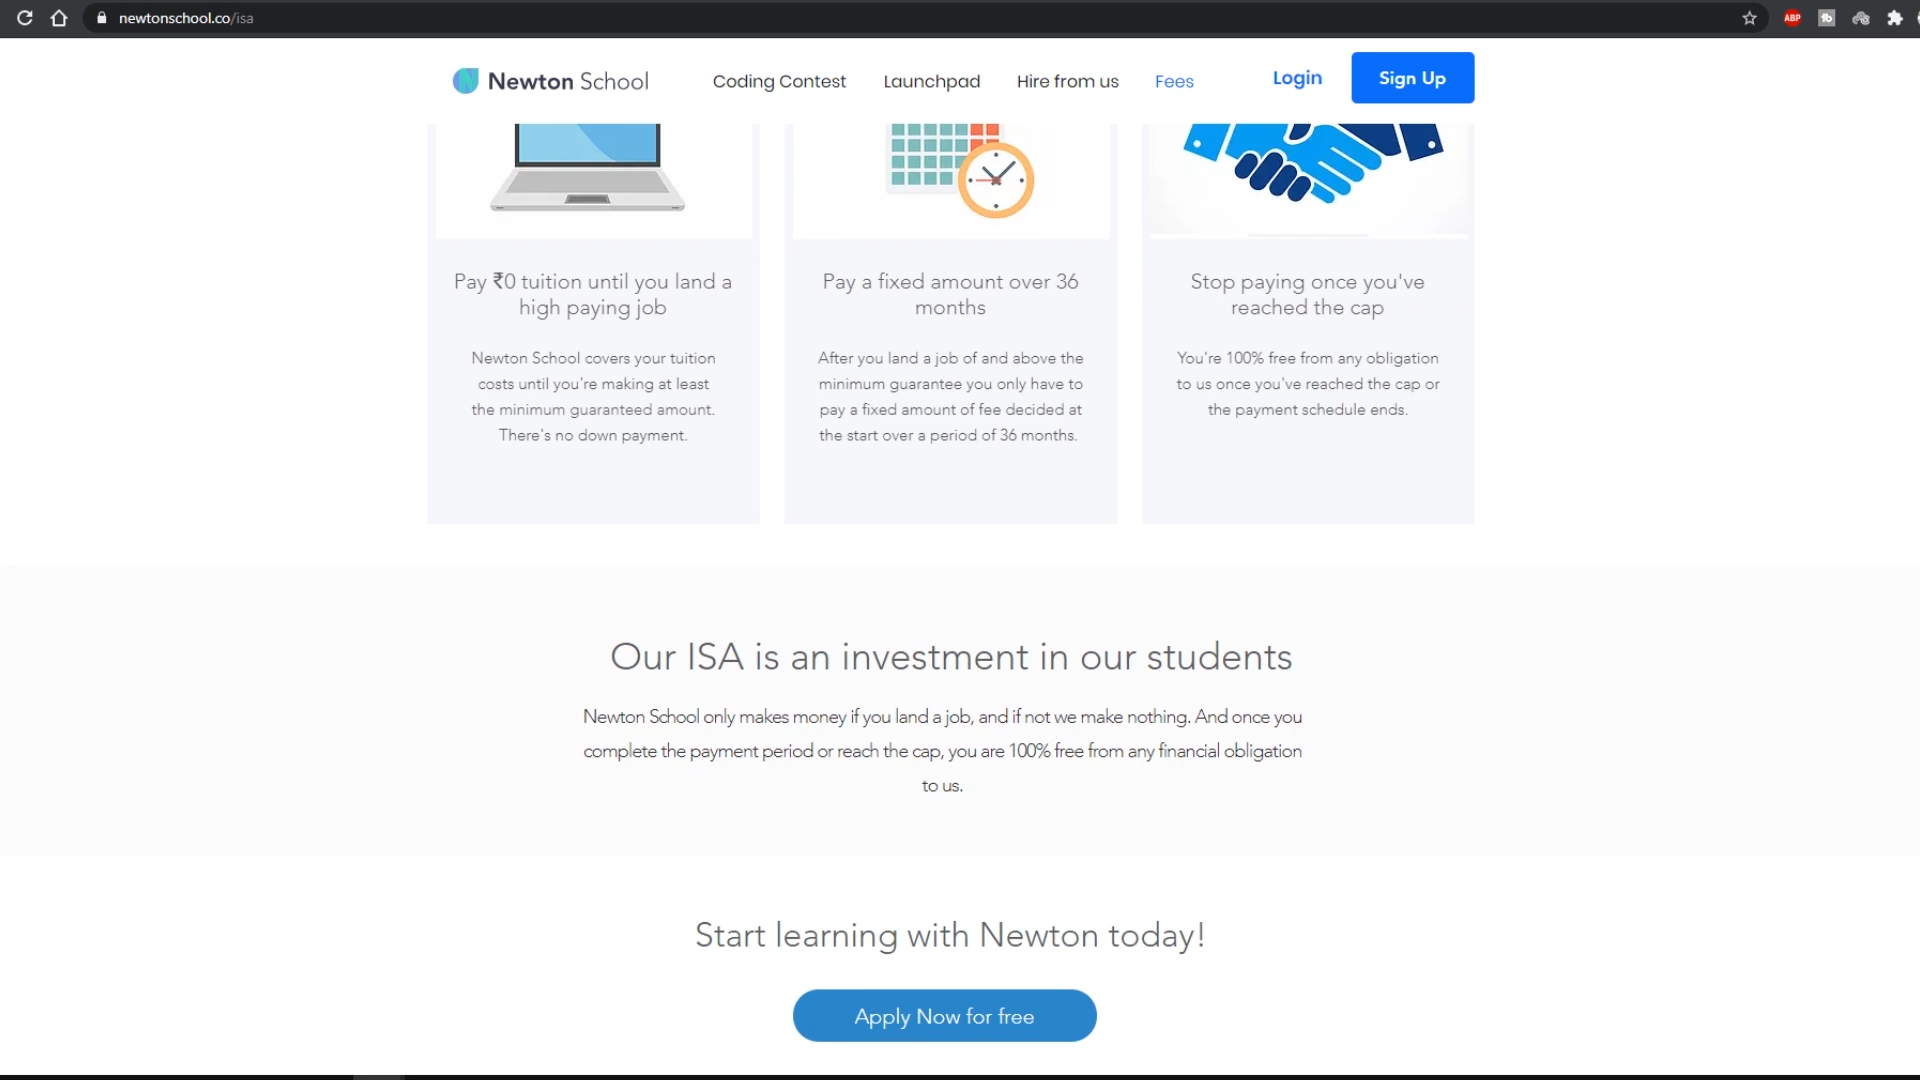 newtonschool.co/isa
ABP
tb
Newton School
Coding Contest
Launchpad
Hire from us
Fees
Login
Sign Up
Pay ₹0 tuition until you land a
high paying job
Newton School covers your tuition
costs until you're making at least
the minimum guaranteed amount.
There's no down payment.
Pay a fixed amount over 36
months
After you land a job of and above the
minimum guarantee you only have to
pay a fixed amount of fee decided at
the start over a period of 36 months.
Stop paying once you've
reached the cap
You're 100% free from any obligation
to us once you've reached the cap or
the payment schedule ends.
Our ISA is an investment in our students
Newton School only makes money if you land a job, and if not we make nothing. And once you
complete the payment period or reach the cap, you are 100% free from any financial obligation
to us.
Start learning with Newton today!
Apply Now for free